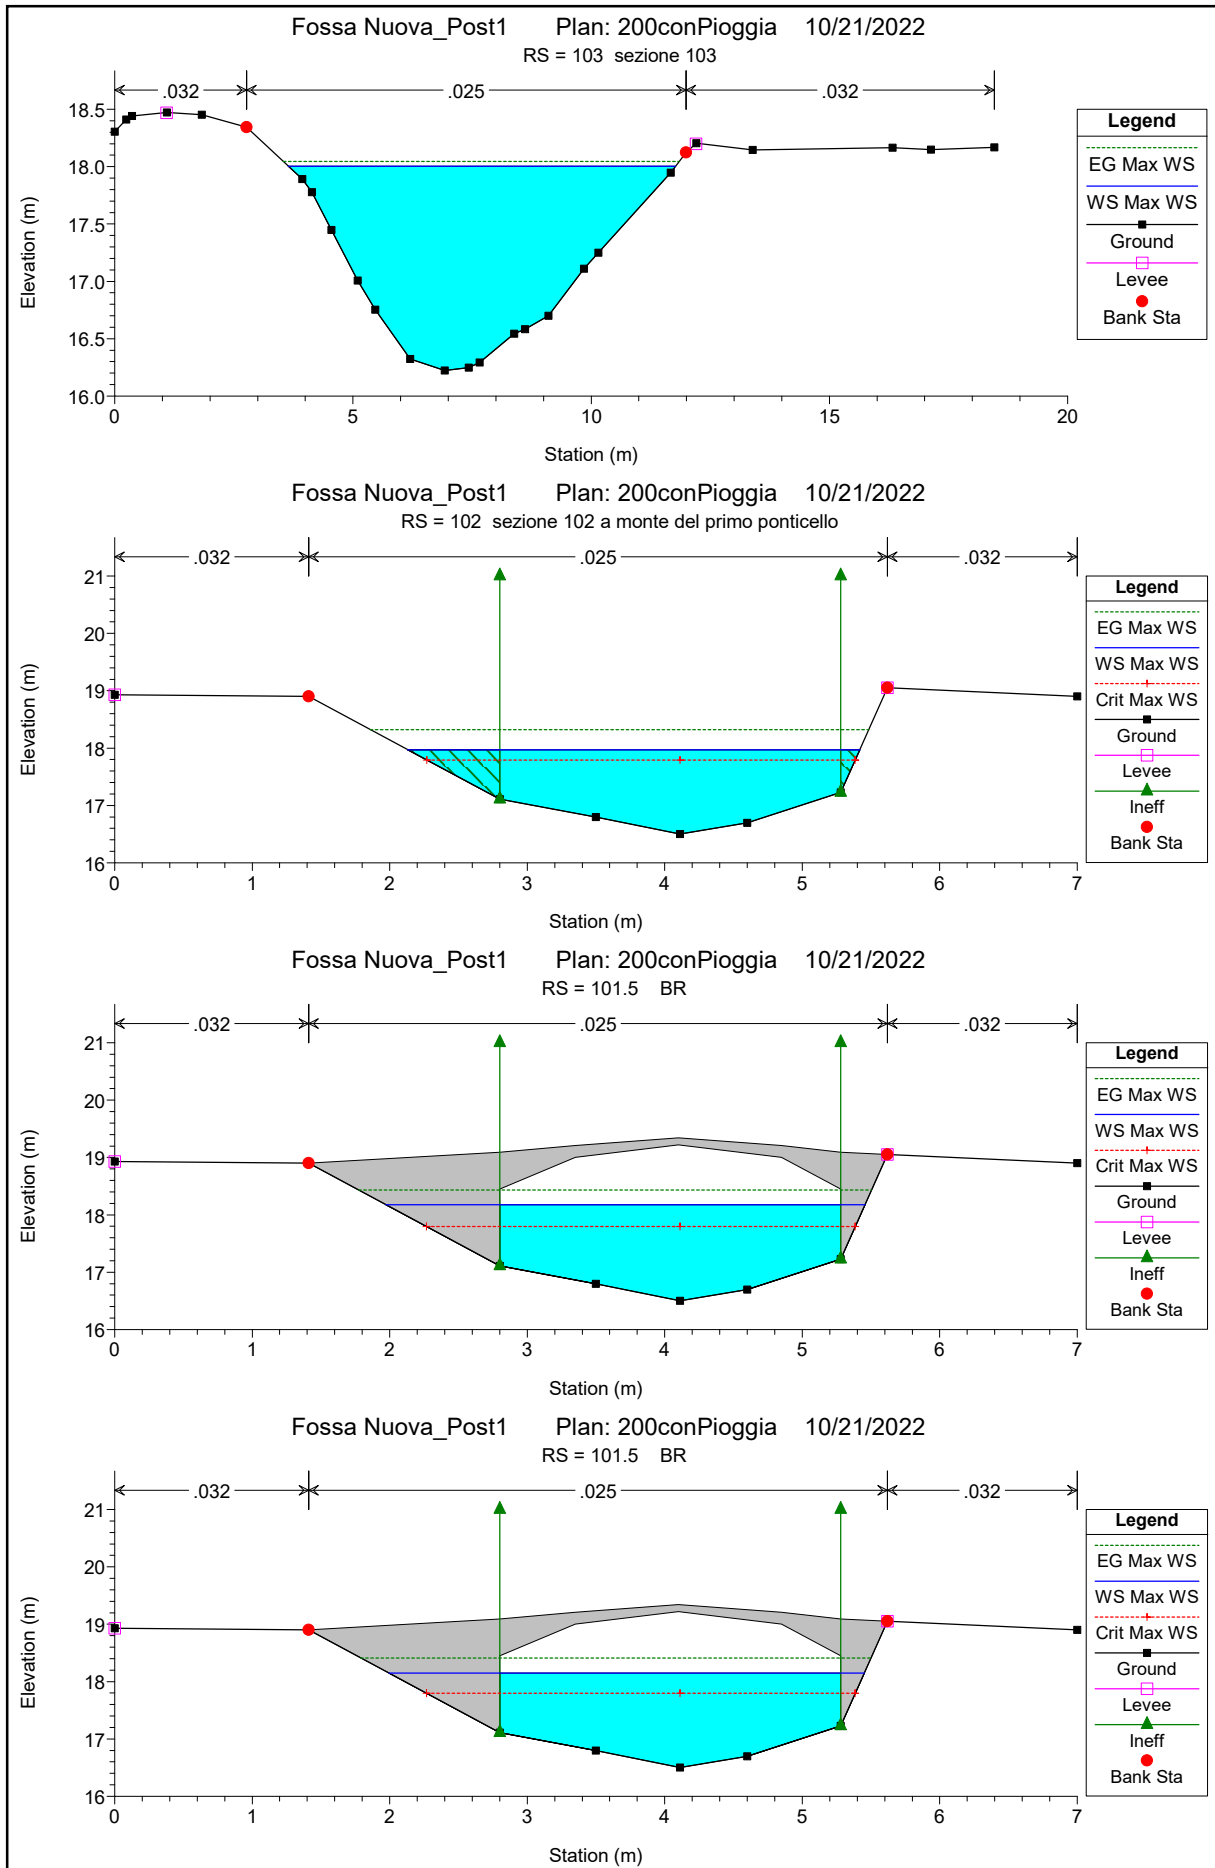 Fossa Nuova_Post1 Plan: 200conPioggia 10/21/2022
RS = 103 sezione 103
.032 .025 .032
18.5
18.0
17.5
17.0
16.5
16.0
Elevation (m)
0 5 10 15 20
Station (m)
Legend
EG Max WS
WS Max WS
Ground
Levee
Bank Sta
Fossa Nuova_Post1 Plan: 200conPioggia 10/21/2022
RS = 102 sezione 102 a monte del primo ponticello
.032 .025 .032
21
20
19
18
17
16
Elevation (m)
0 1 2 3 4 5 6 7
Station (m)
Legend
EG Max WS
WS Max WS
Crit Max WS
Ground
Levee
Ineff
Bank Sta
Fossa Nuova_Post1 Plan: 200conPioggia 10/21/2022
RS = 101.5 BR
.032 .025 .032
21
20
19
18
17
16
Elevation (m)
0 1 2 3 4 5 6 7
Station (m)
Legend
EG Max WS
WS Max WS
Crit Max WS
Ground
Levee
Ineff
Bank Sta
Fossa Nuova_Post1 Plan: 200conPioggia 10/21/2022
RS = 101.5 BR
.032 .025 .032
21
20
19
18
17
16
Elevation (m)
0 1 2 3 4 5 6 7
Station (m)
Legend
EG Max WS
WS Max WS
Crit Max WS
Ground
Levee
Ineff
Bank Sta